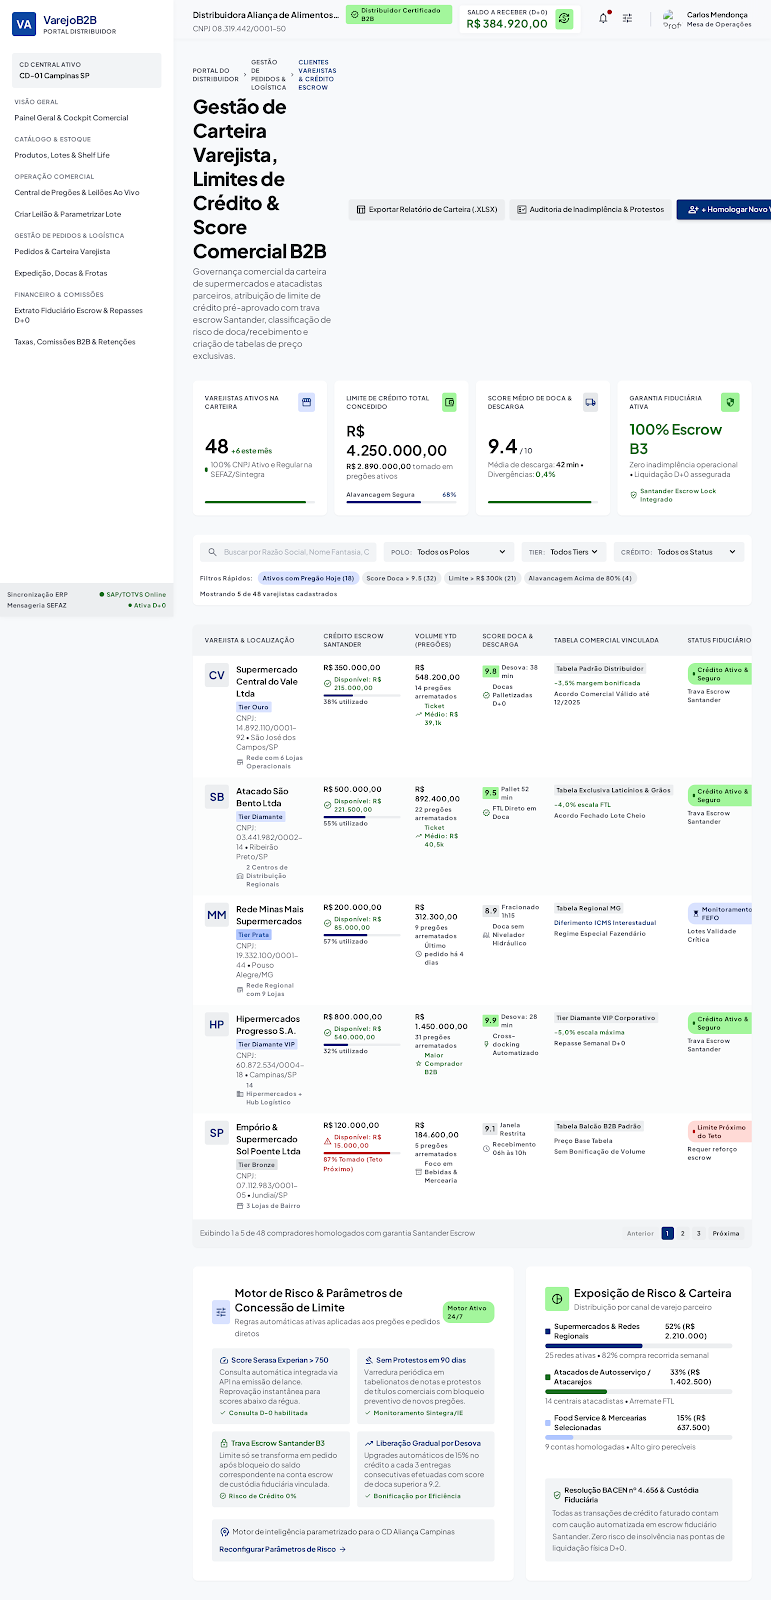 VA
VarejoB2B
PORTAL DISTRIBUIDOR
CD CENTRAL ATIVO
CD-01 Campinas SP
VISÃO GERAL
Painel Geral & Cockpit Comercial
CATÁLOGO & ESTOQUE
Produtos, Lotes & Shelf Life
OPERAÇÃO COMERCIAL
Central de Pregões & Leilões Ao Vivo
Criar Leilão & Parametrizar Lote
GESTÃO DE PEDIDOS & LOGÍSTICA
Pedidos & Carteira Varejista
Expedição, Docas & Frotas
FINANCEIRO & COMISSÕES
Extrato Fiduciário Escrow & Repasses
D+0
Taxas, Comissões B2B & Retenções
Sincronização ERP
SAP/TOTVS Online
Mensageria SEFAZ
Ativa D+0
Distribuidora Aliança de Alimentos...
CNPJ 08.319.442/0001-50
Distribuidor Certificado
B2B
SALDO A RECEBER (D+0)
R$ 384.920,00
Carlos Mendonça
Mesa de Operações
PORTAL DO
DISTRIBUIDOR
›
GESTÃO
DE
PEDIDOS &
LOGÍSTICA
›
CLIENTES
VAREJISTAS
& CRÉDITO
ESCROW
Gestão de
Carteira
Varejista,
Limites de
Crédito &
Score
Comercial B2B
Governança comercial da carteira
de supermercados e atacadistas
parceiros, atribuição de limite de
crédito pré-aprovado com trava
escrow Santander, classificação de
risco de doca/recebimento e
criação de tabelas de preço
exclusivas.
Exportar Relatório de Carteira (.XLSX)
Auditoria de Inadimplência & Protestos
+ Homologar Novo
VAREJISTAS ATIVOS NA
CARTEIRA
48 +6 este mês
100% CNPJ Ativo e Regular na
SEFAZ/Sintegra
LIMITE DE CRÉDITO TOTAL
CONCEDIDO
R$
4.250.000,00
R$ 2.890.000,00 tomado em
pregões ativos
Alavancagem Segura
68%
SCORE MÉDIO DE DOCA &
DESCARGA
9.4 / 10
Média de descarga: 42 min •
Divergências: 0,4%
GARANTIA FIDUCIÁRIA
ATIVA
100% Escrow
B3
Zero inadimplência operacional
• Liquidação D+0 assegurada
Santander Escrow Lock
Integrado
Buscar por Razão Social, Nome Fantasia, C
POLO: Todos os Polos
TIER: Todos Tiers
CRÉDITO: Todos os Status
Filtros Rápidos:
Ativos com Pregão Hoje (18)
Score Doca > 9.5 (32)
Limite > R$ 300k (21)
Alavancagem Acima de 80% (4)
Mostrando 5 de 48 varejistas cadastrados
VAREJISTA & LOCALIZAÇÃO
CRÉDITO ESCROW
SANTANDER
VOLUME YTD
(PREGÕES)
SCORE DOCA &
DESCARGA
TABELA COMERCIAL VINCULADA
STATUS FIDUCIÁRIO
CV
Supermercado
Central do Vale
Ltda
Tier Ouro
CNPJ:
14.892.110/0001-
92 • São José dos
Campos/SP
Rede com 6 Lojas
Operacionais
R$ 350.000,00
Disponível: R$
215.000,00
38% utilizado
R$
548.200,00
14 pregões
arrematados
Ticket
Médio: R$
39,1k
9.8
Desova: 38
min
Docas
Palletizadas
D+0
Tabela Padrão Distribuidor
-3,5% margem bonificada
Acordo Comercial Válido até
12/2025
Crédito Ativo &
Seguro
Trava Escrow
Santander
SB
Atacado São
Bento Ltda
Tier Diamante
CNPJ:
03.441.982/0002-
14 • Ribeirão
Preto/SP
2 Centros de
Distribuição
Regionais
R$ 500.000,00
Disponível: R$
221.500,00
55% utilizado
R$
892.400,00
22 pregões
arrematados
Ticket
Médio: R$
40,5k
9.5
Pallet 52
min
FTL Direto em
Doca
Tabela Exclusiva Laticínios & Grãos
-4,0% escala FTL
Acordo Fechado Lote Cheio
Crédito Ativo &
Seguro
Trava Escrow
Santander
MM
Rede Minas Mais
Supermercados
Tier Prata
CNPJ:
19.332.100/0001-
44 • Pouso
Alegre/MG
Rede Regional
com 9 Lojas
R$ 200.000,00
Disponível: R$
85.000,00
57% utilizado
R$
312.300,00
9 pregões
arrematados
Último
pedido há 4
dias
8.9
Fracionado
1h15
Doca sem
Nivelador
Hidráulico
Tabela Regional MG
Diferimento ICMS Interestadual
Regime Especial Fazendário
Monitoramento
FEFO
Lotes Validade
Crítica
HP
Hipermercados
Progresso S.A.
Tier Diamante VIP
CNPJ:
60.872.534/0004-
18 • Campinas/SP
14
Hipermercados +
Hub Logístico
R$ 800.000,00
Disponível: R$
540.000,00
32% utilizado
R$
1.450.000,00
31 pregões
arrematados
Maior
Comprador
B2B
9.9
Desova: 28
min
Cross-
docking
Automatizado
Tier Diamante VIP Corporativo
-5,0% escala máxima
Repasse Semanal D+0
Crédito Ativo &
Seguro
Trava Escrow
Santander
SP
Empório &
Supermercado
Sol Poente Ltda
Tier Bronze
CNPJ:
07.112.983/0001-
05 • Jundiaí/SP
3 Lojas de Bairro
R$ 120.000,00
Disponível: R$
15.000,00
87% Tomado (Teto
Próximo)
R$
184.600,00
5 pregões
arrematados
Foco em
Bebidas &
Mercearia
9.1
Janela
Restrita
Recebimento
06h às 10h
Tabela Balcão B2B Padrão
Preço Base Tabela
Sem Bonificação de Volume
Limite Próximo
do Teto
Requer reforço
escrow
Exibindo 1 a 5 de 48 compradores homologados com garantia Santander Escrow
Anterior
1
2
3
Próxima
Motor de Risco & Parâmetros de
Concessão de Limite
Regras automáticas ativas aplicadas aos pregões e pedidos
diretos
Motor Ativo
24/7
Score Serasa Experian > 750
Consulta automática integrada via
API na emissão de lance.
Reprovação instantânea para
scores abaixo da régua.
Consulta D-0 habilitada
Sem Protestos em 90 dias
Varredura periódica em
tabelionatos de notas e protestos
de títulos comerciais com bloqueio
preventivo de novos pregões.
Monitoramento Sintegra/IE
Trava Escrow Santander B3
Limite só se transforma em pedido
após bloqueio do saldo
correspondente na conta escrow
de custódia fiduciária vinculada.
Risco de Crédito 0%
Liberação Gradual por Desova
Upgrades automáticos de 15% no
crédito a cada 3 entregas
consecutivas efetuadas com score
de doca superior a 9.2.
Bonificação por Eficiência
Motor de inteligência parametrizado para o CD Aliança Campinas
Reconfigurar Parâmetros de Risco →
Exposição de Risco & Carteira
Distribuição por canal de varejo parceiro
Supermercados & Redes
Regionais
52% (R$
2.210.000)
25 redes ativas • 82% compra recorrida semanal
Atacados de Autosserviço /
Atacarejos
33% (R$
1.402.500)
14 centrais atacadistas • Arremate FTL
Food Service & Mercearias
Selecionadas
15% (R$
637.500)
9 contas homologadas • Alto giro perecíveis
Resolução BACEN nº 4.656 & Custódia
Fiduciária
Todas as transações de crédito faturado contam
com caução automatizada em escrow fiduciário
Santander. Zero risco de insolvência nas pontas de
liquidação física D+0.